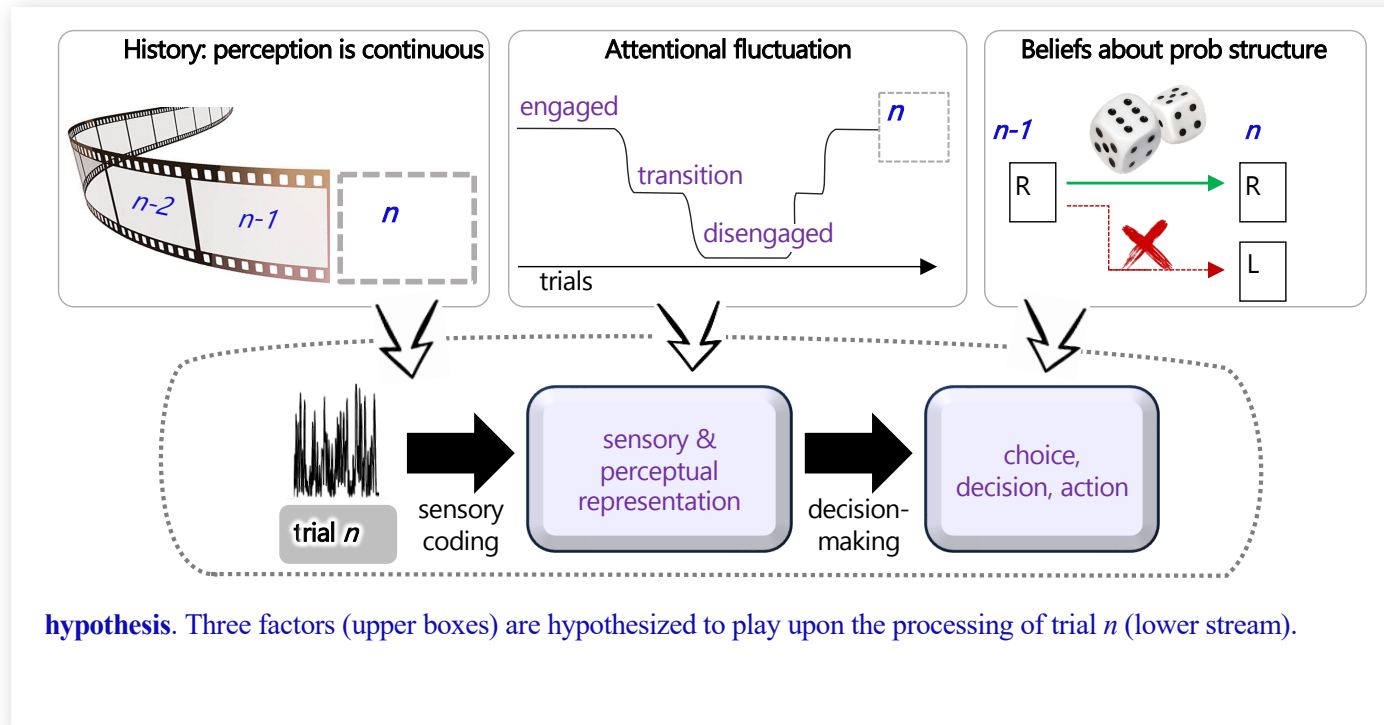 History: perception is continuous
n-2
n-1
n
Attentional fluctuation
engaged
transition
disengaged
n
trials
Beliefs about prob structure
n-1
n
R
R
L
trial n
sensory
coding
sensory &
perceptual
representation
decision-
making
choice,
decision, action
hypothesis. Three factors (upper boxes) are hypothesized to play upon the processing of trial n (lower stream).